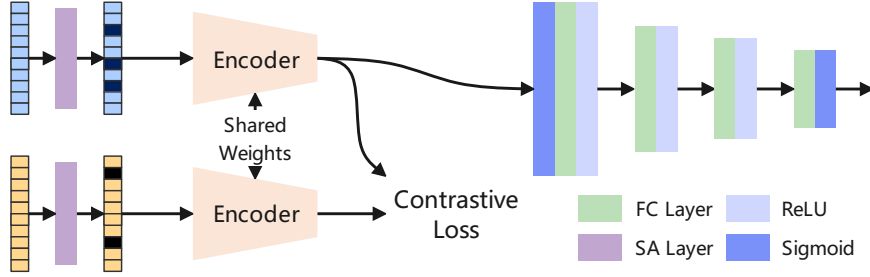 Encoder
Shared
Weights
Encoder
Contrastive
Loss
FC Layer
ReLU
SA Layer
Sigmoid